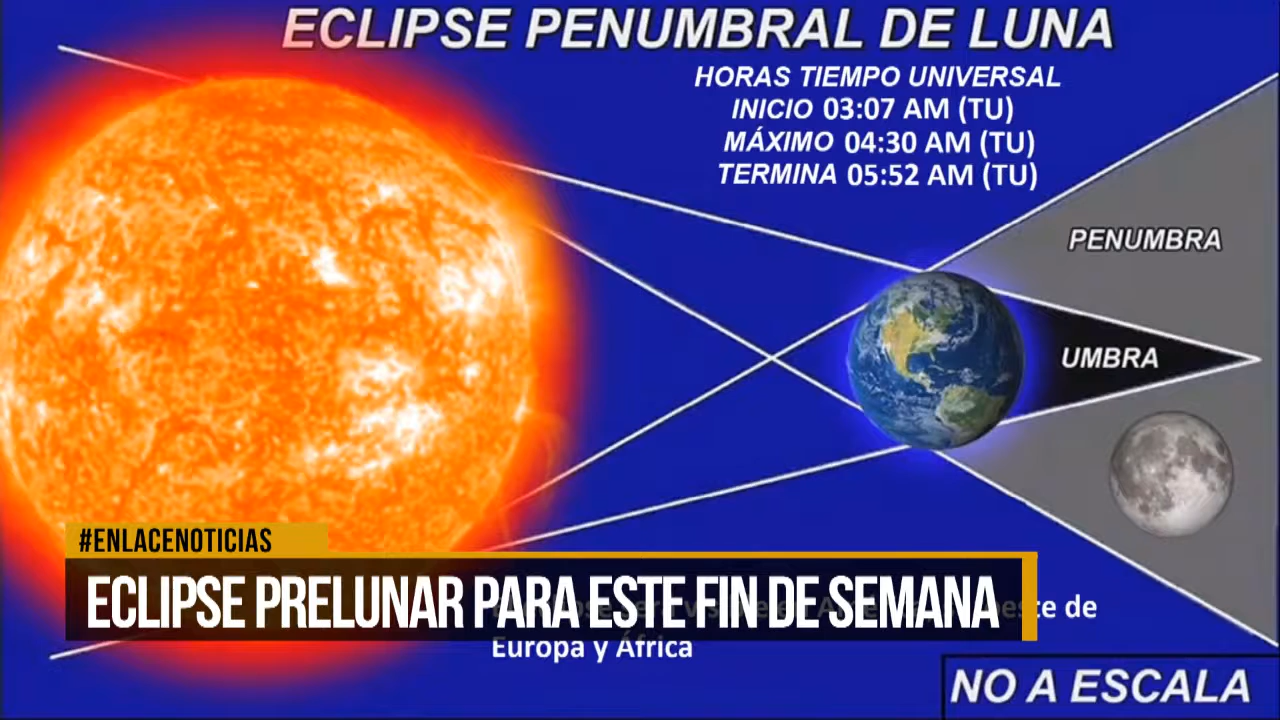 ECLIPSE PENUMBRAL DE LUNA
HORAS TIEMPO UNIVERSAL
INICIO 03:07 AM (TU)
MÁXIMO 04:30 AM (TU)
TERMINA 05:52 AM (TU)
PENUMBRA
UMBRA
#ENLACENOTICIAS
ECLIPSE PRELUNAR PARA ESTE FIN DE SEMANA
de
Europa y África
NO A ESCALA